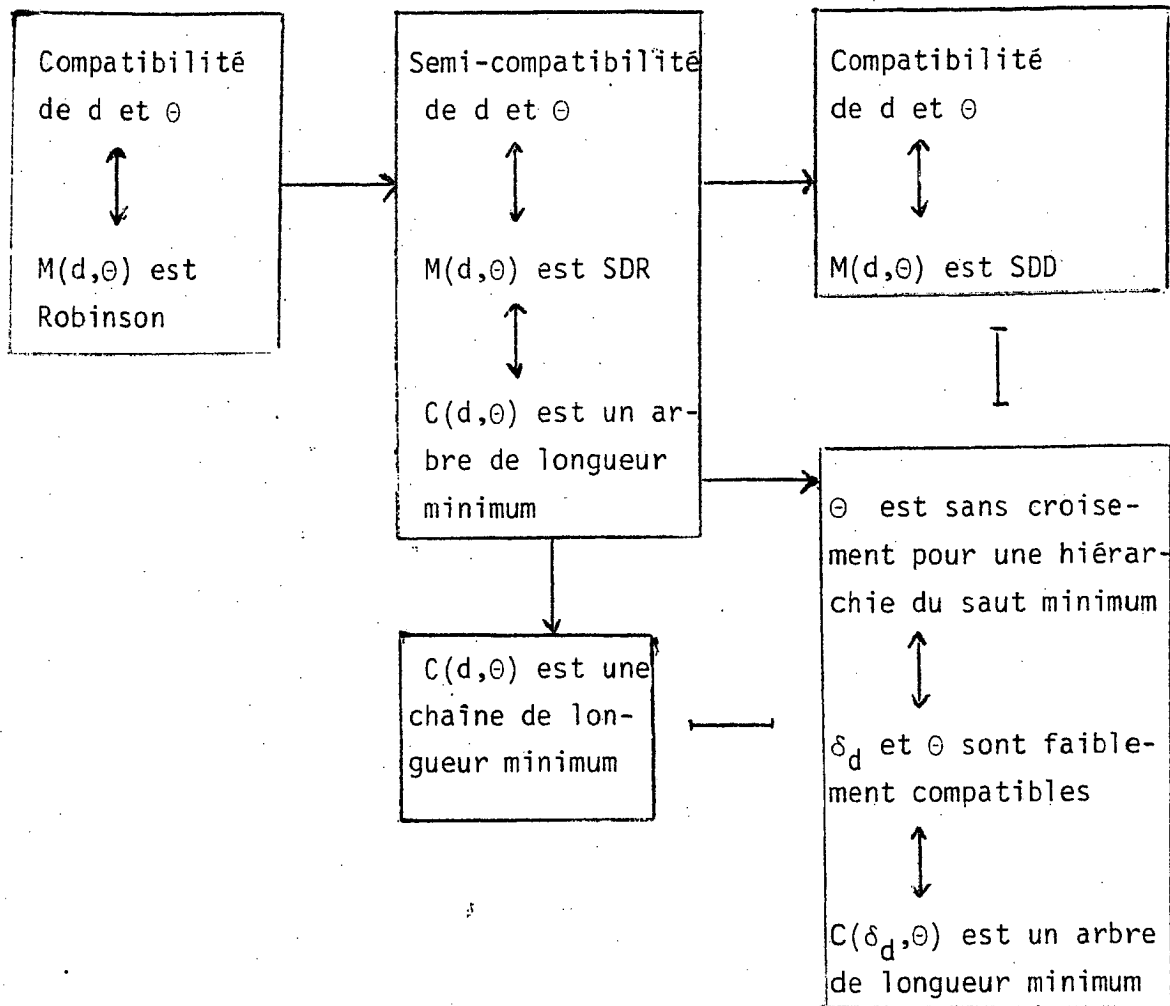 Compatibilité
de d et Θ
M(d,Θ) est
Robinson
Semi-compatibilité
de d et Θ
M(d,Θ) est SDR
C(d,Θ) est un ar-
bre de longueur
minimum
Compatibilité
de d et Θ
M(d,Θ) est SDD
C(d,Θ) est une
chaîne de lon-
gueur minimum
Θ est sans croise-
ment pour une hiérar-
chie du saut minimum
δd et Θ sont faible-
ment compatibles
C(δd,Θ) est un arbre
de longueur minimum